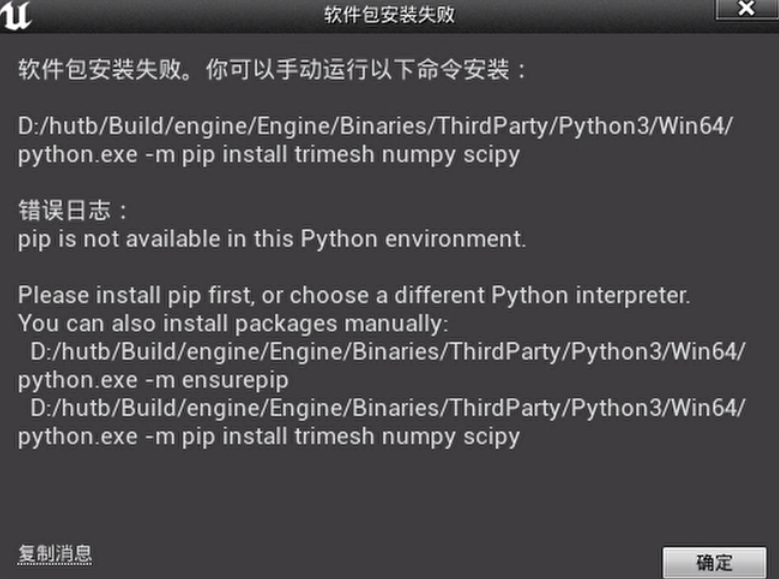 软件包安装失败
软件包安装失败。你可以手动运行以下命令安装：
D:/hutb/Build/engine/Engine/Binaries/ThirdParty/Python3/Win64/
python.exe -m pip install trimesh numpy scipy
错误日志：
pip is not available in this Python environment.
Please install pip first, or choose a different Python interpreter.
You can also install packages manually:
D:/hutb/Build/engine/Engine/Binaries/ThirdParty/Python3/Win64/
python.exe -m ensurepip
D:/hutb/Build/engine/Engine/Binaries/ThirdParty/Python3/Win64/
python.exe -m pip install trimesh numpy scipy
复制消息
确定